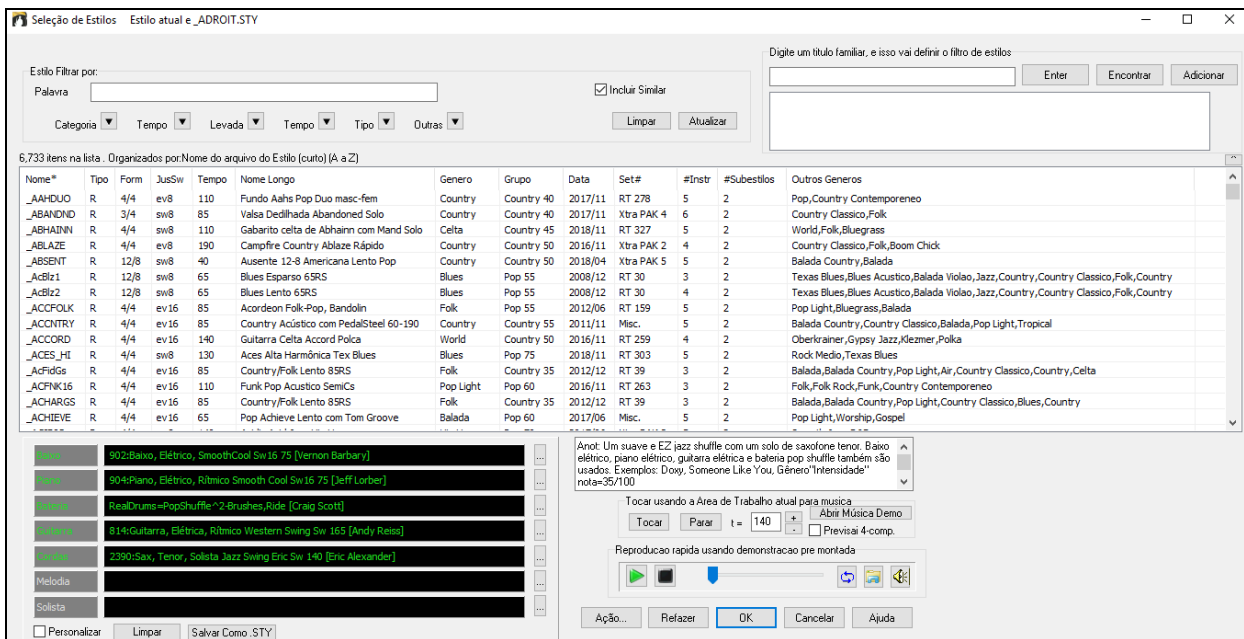 Seleção de Estilos Estilo atual e _ADROIT.STY
Digite um título familiar, e isso vai definir o filtro de estilos
Enter Encontrar Adicionar
Estilo Filtrar por:
Palavra
Incluir Similar
Categoria Tempo Levada Tempo Tipo Outras Limpar Atualizar
6,733 itens na lista . Organizados por:Nome do arquivo do Estilo (curto) (A a Z)
Nome* Tipo Form JusSw Tempo Nome Longo Genero Grupo Data Set# #Instr #Subestilos Outros Generos
_AAHDUO R 4/4 ev8 110 Fundo Aahs Pop Duo masc-fem Country Country 40 2017/11 RT 278 5 2 Pop,Country Contemporeneo
_ABANDND R 3/4 sw8 85 Valsa Dedilhada Abandoned Solo Country Country 40 2017/11 Xtra PAK 4 6 2 Country Classico,Folk
_ABHAINN R 4/4 sw8 110 Gabarito celta de Abhainn com Mand Solo Celta Country 45 2018/11 RT 327 5 2 World,Folk,Bluegrass
_ABLAZE R 4/4 ev8 190 Campfire Country Ablaze Rápido Country Country 50 2016/11 Xtra PAK 2 4 2 Country Classico,Folk,Boom Chick
_ABSENT R 12/8 sw8 40 Ausente 12-8 Americana Lento Pop Country Country 50 2018/04 Xtra PAK 5 5 2 Balada Country,Balada
_AcBlz1 R 12/8 sw8 65 Blues Esparso 65RS Blues Pop 55 2008/12 RT 30 3 2 Texas Blues,Blues Acustico,Balada Violao,Jazz,Country,Country Classico,Folk,Country
_AcBlz2 R 12/8 sw8 65 Blues Lento 65RS Blues Pop 55 2008/12 RT 30 4 2 Texas Blues,Blues Acustico,Balada Violao,Jazz,Country,Country Classico,Folk,Country
_ACCFOLK R 4/4 ev16 85 Acordeon Folk-Pop, Bandolin Folk Pop 55 2012/06 RT 159 5 2 Pop Light,Bluegrass,Balada
_ACCNTRY R 4/4 ev16 85 Country Acústico com PedalSteel 60-190 Country Country 55 2011/11 Misc. 5 2 Balada Country,Country Classico,Balada,Pop Light,Tropical
_ACCORD R 4/4 ev16 140 Guitarra Celta Accord Polca World Country 50 2016/11 RT 259 4 2 Oberkrainer,Gypsy Jazz,Klezmer,Polka
_ACES_HI R 4/4 sw8 130 Aces Alta Harmônica Tex Blues Blues Pop 75 2018/11 RT 303 5 2 Rock Medio,Texas Blues
_AcFidGs R 4/4 ev16 85 Country/Folk Lento 85RS Folk Country 35 2012/12 RT 39 3 2 Balada,Balada Country,Pop Light,Air,Country Classico,Country,Celta
_ACFNK16 R 4/4 ev16 110 Funk Pop Acustico SemiCs Pop Light Pop 60 2016/11 RT 263 3 2 Folk,Folk Rock,Funk,Country Contemporeneo
_ACHARGS R 4/4 ev16 85 Country/Folk Lento 85RS Folk Country 35 2012/12 RT 39 3 2 Balada,Balada Country,Pop Light,Country Classico,Blues,Country
_ACHIEVE R 4/4 ev16 65 Pop Achieve Lento com Tom Groove Balada Pop 60 2017/06 Misc. 5 2 Pop Light,Worship,Gospel
Baixo 902:Baixo, Elétrico, SmoothCool Sw16 75 [Vernon Barbary] ...
Piano 904:Piano, Elétrico, Rítmico Smooth Cool Sw16 75 [Jeff Lorber] ...
Bateria RealDrums=PopShuffle^2-Brushes,Ride [Craig Scott] ...
Guitarra 814:Guitarra, Elétrica, Rítmico Western Swing Sw 165 [Andy Reiss] ...
Cordas 2390:Sax, Tenor, Solista Jazz Swing Eric Sw 140 [Eric Alexander] ...
Melodia ...
Solista ...
Personalizar Limpar Salvar Como .STY
Anot: Um suave e EZ jazz shuffle com um solo de saxofone tenor. Baixo
elétrico, piano elétrico, guitarra elétrica e bateria pop shuffle também são
usados. Exemplos: Doxy, Someone Like You, Gênero"Intensidade"
nota=35/100
Tocar usando a Area de Trabalho atual para musica
Tocar Parar t = 140 + - Abrir Música Demo
Previsai 4-comp.
Reproducao rapida usando demonstracao pre montada
Ação... Refazer OK Cancelar Ajuda